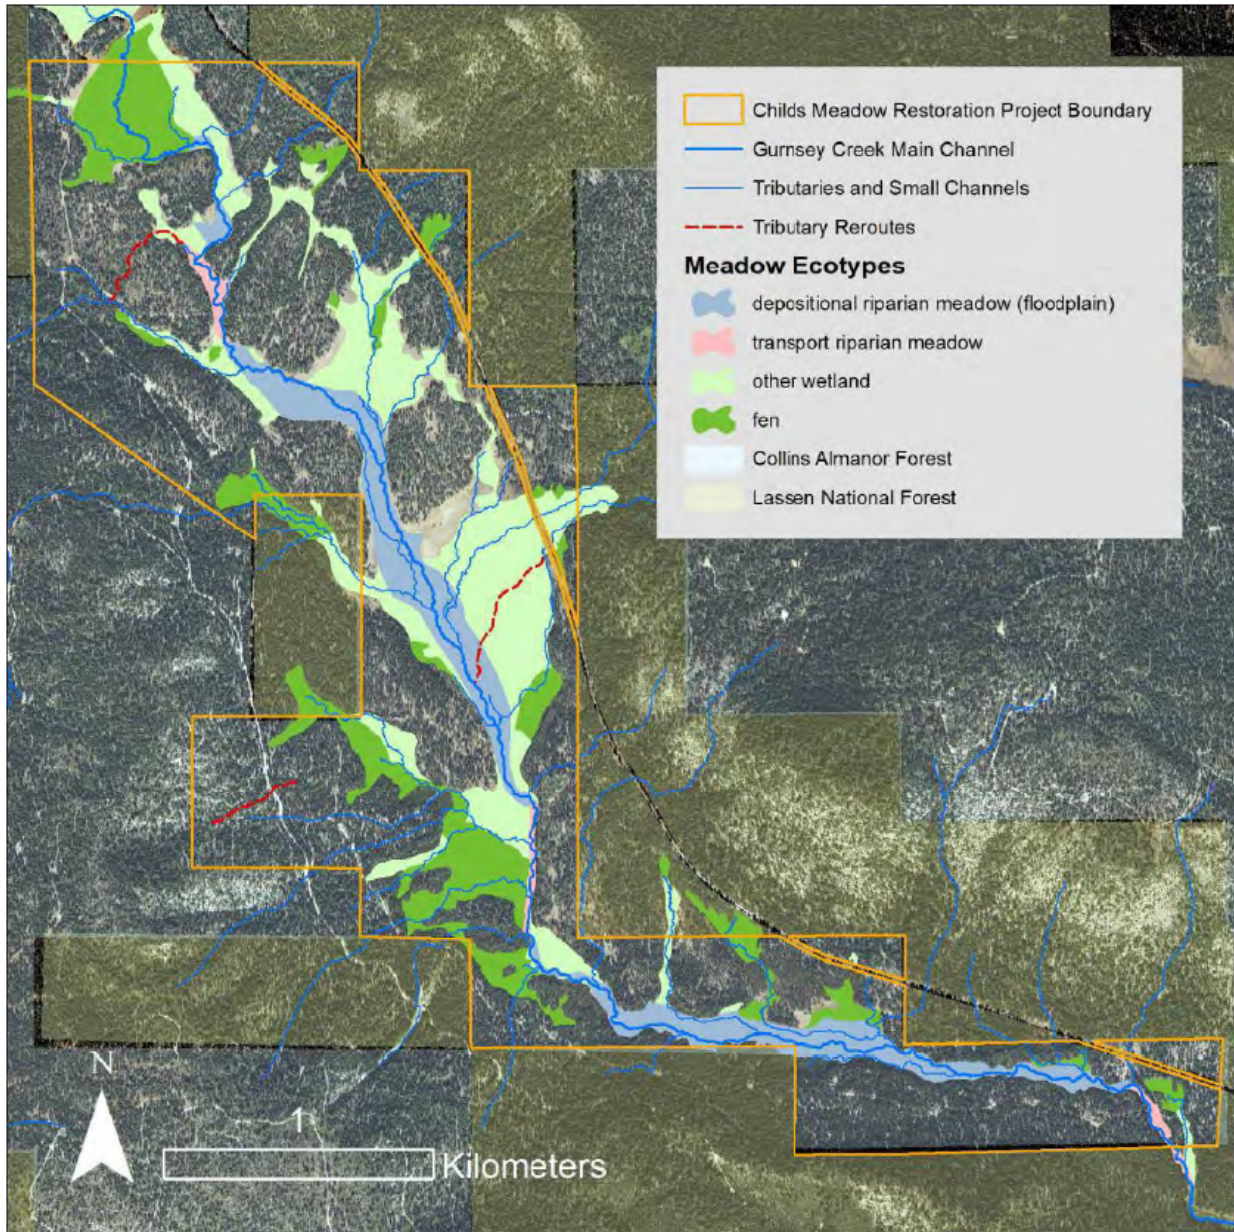 Childs Meadow Restoration Project Boundary
Gurnsey Creek Main Channel
Tributaries and Small Channels
Tributary Reroutes
Meadow Ecotypes
depositional riparian meadow (floodplain)
transport riparian meadow
other wetland
fen
Collins Almanor Forest
Lassen National Forest
N
1
Kilometers